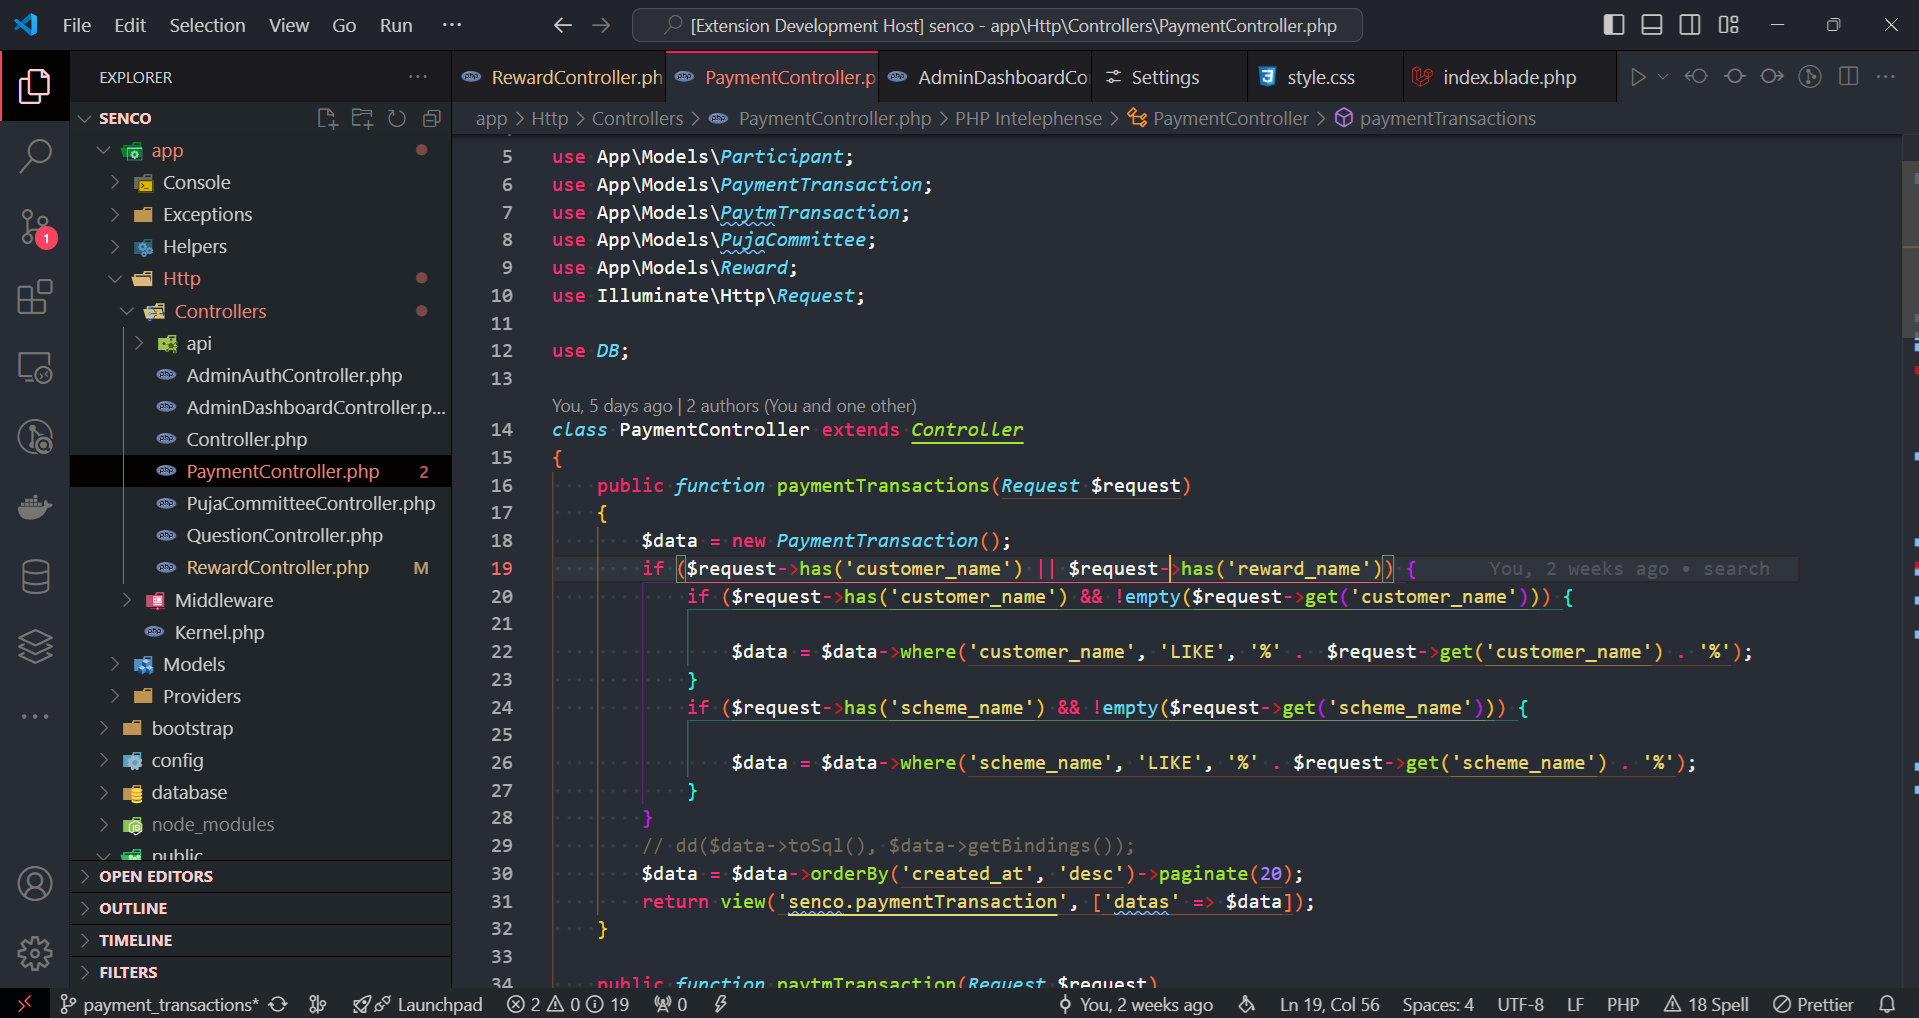 File Edit Selection View Go Run ··· [Extension Development Host] senco - app\Http\Controllers\PaymentController.php
EXPLORER
SENCO
app
Console
Exceptions
Helpers
Http
Controllers
api
AdminAuthController.php
AdminDashboardController.p...
Controller.php
PaymentController.php 2
PujaCommitteeController.php
QuestionController.php
RewardController.php M
Middleware
Kernel.php
Models
Providers
bootstrap
config
database
node_modules
public
OPEN EDITORS
OUTLINE
TIMELINE
FILTERS
1
RewardController.ph PaymentController.p AdminDashboardCo Settings style.css index.blade.php
app > Http > Controllers > PaymentController.php > PHP Intelephense > PaymentController > paymentTransactions
5 use App\Models\Participant;
6 use App\Models\PaymentTransaction;
7 use App\Models\PaytmTransaction;
8 use App\Models\PujaCommittee;
9 use App\Models\Reward;
10 use Illuminate\Http\Request;
11
12 use DB;
13
You, 5 days ago | 2 authors (You and one other)
14 class PaymentController extends Controller
15 {
16 public function paymentTransactions(Request $request)
17 {
18 $data = new PaymentTransaction();
19 if ($request->has('customer_name') || $request->has('reward_name')) { You, 2 weeks ago • search
20 if ($request->has('customer_name') && !empty($request->get('customer_name'))) {
21
22 $data = $data->where('customer_name', 'LIKE', '%' . $request->get('customer_name') . '%');
23 }
24 if ($request->has('scheme_name') && !empty($request->get('scheme_name'))) {
25
26 $data = $data->where('scheme_name', 'LIKE', '%' . $request->get('scheme_name') . '%');
27 }
28 }
29 // dd($data->toSql(), $data->getBindings());
30 $data = $data->orderBy('created_at', 'desc')->paginate(20);
31 return view('senco.paymentTransaction', ['datas' => $data]);
32 }
33
34 public function paytmTransaction(Request $request)
payment_transactions* Launchpad 2 0 19 0 You, 2 weeks ago Ln 19, Col 56 Spaces: 4 UTF-8 LF PHP 18 Spell Prettier